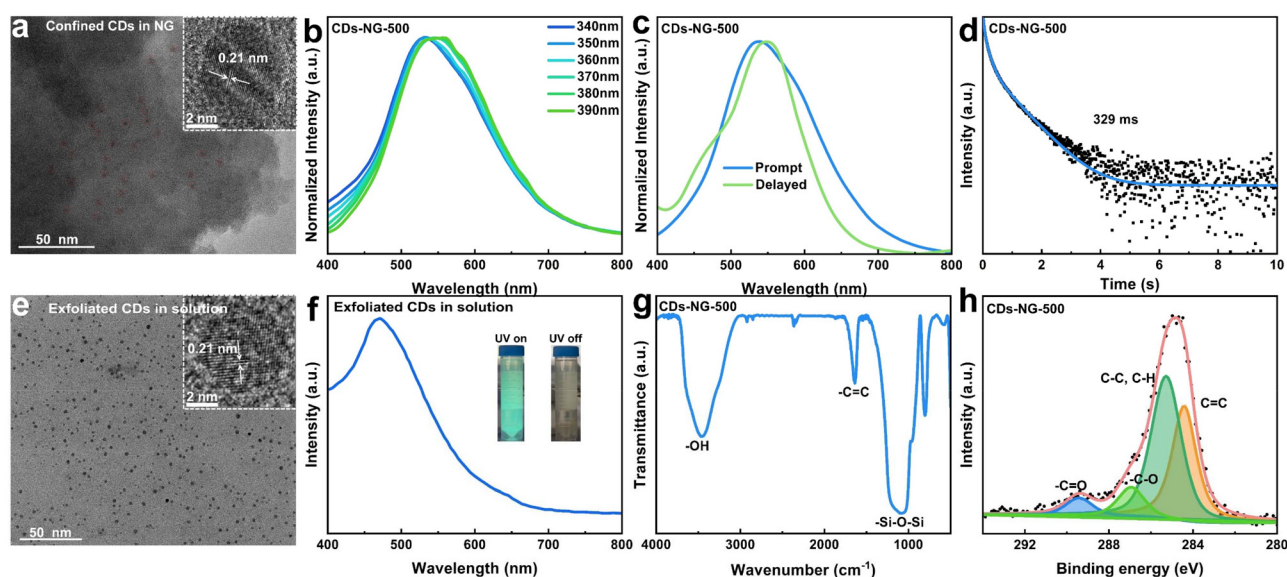 a
Confined CDs in NG
0.21 nm
2 nm
50 nm
b
CDs-NG-500
340nm
350nm
360nm
370nm
380nm
390nm
Normalized Intensity (a.u.)
400 500 600 700 800
Wavelength (nm)
c
CDs-NG-500
Prompt
Delayed
Normalized Intensity (a.u.)
400 500 600 700 800
Wavelength (nm)
d
CDs-NG-500
329 ms
Intensity (a.u.)
0 2 4 6 8 10
Time (s)
e
Exfoliated CDs in solution
0.21 nm
2 nm
50 nm
f
Exfoliated CDs in solution
UV on UV off
Intensity (a.u.)
400 500 600 700 800
Wavelength (nm)
g
CDs-NG-500
-C=C
-OH
-Si-O-Si
Transmittance (a.u.)
4000 3000 2000 1000
Wavenumber (cm⁻¹)
h
CDs-NG-500
C-C, C-H
C=C
-C=O
-C-O
Intensity (a.u.)
292 288 284 280
Binding energy (eV)